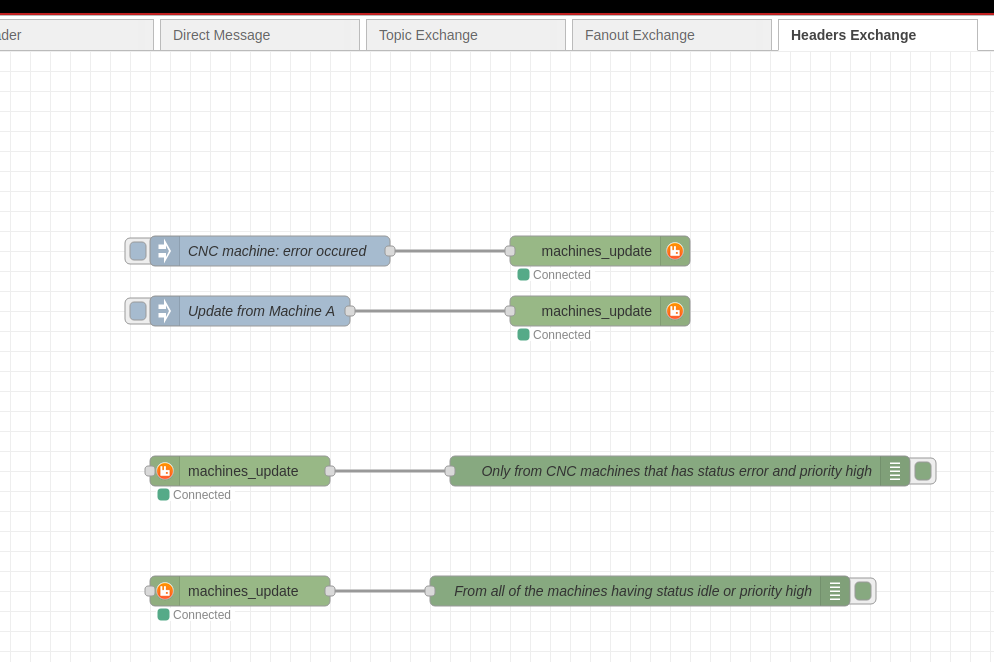 ader
Direct Message
Topic Exchange
Fanout Exchange
Headers Exchange
CNC machine: error occured
machines_update
Connected
Update from Machine A
machines_update
Connected
machines_update
Only from CNC machines that has status error and priority high
Connected
machines_update
From all of the machines having status idle or priority high
Connected